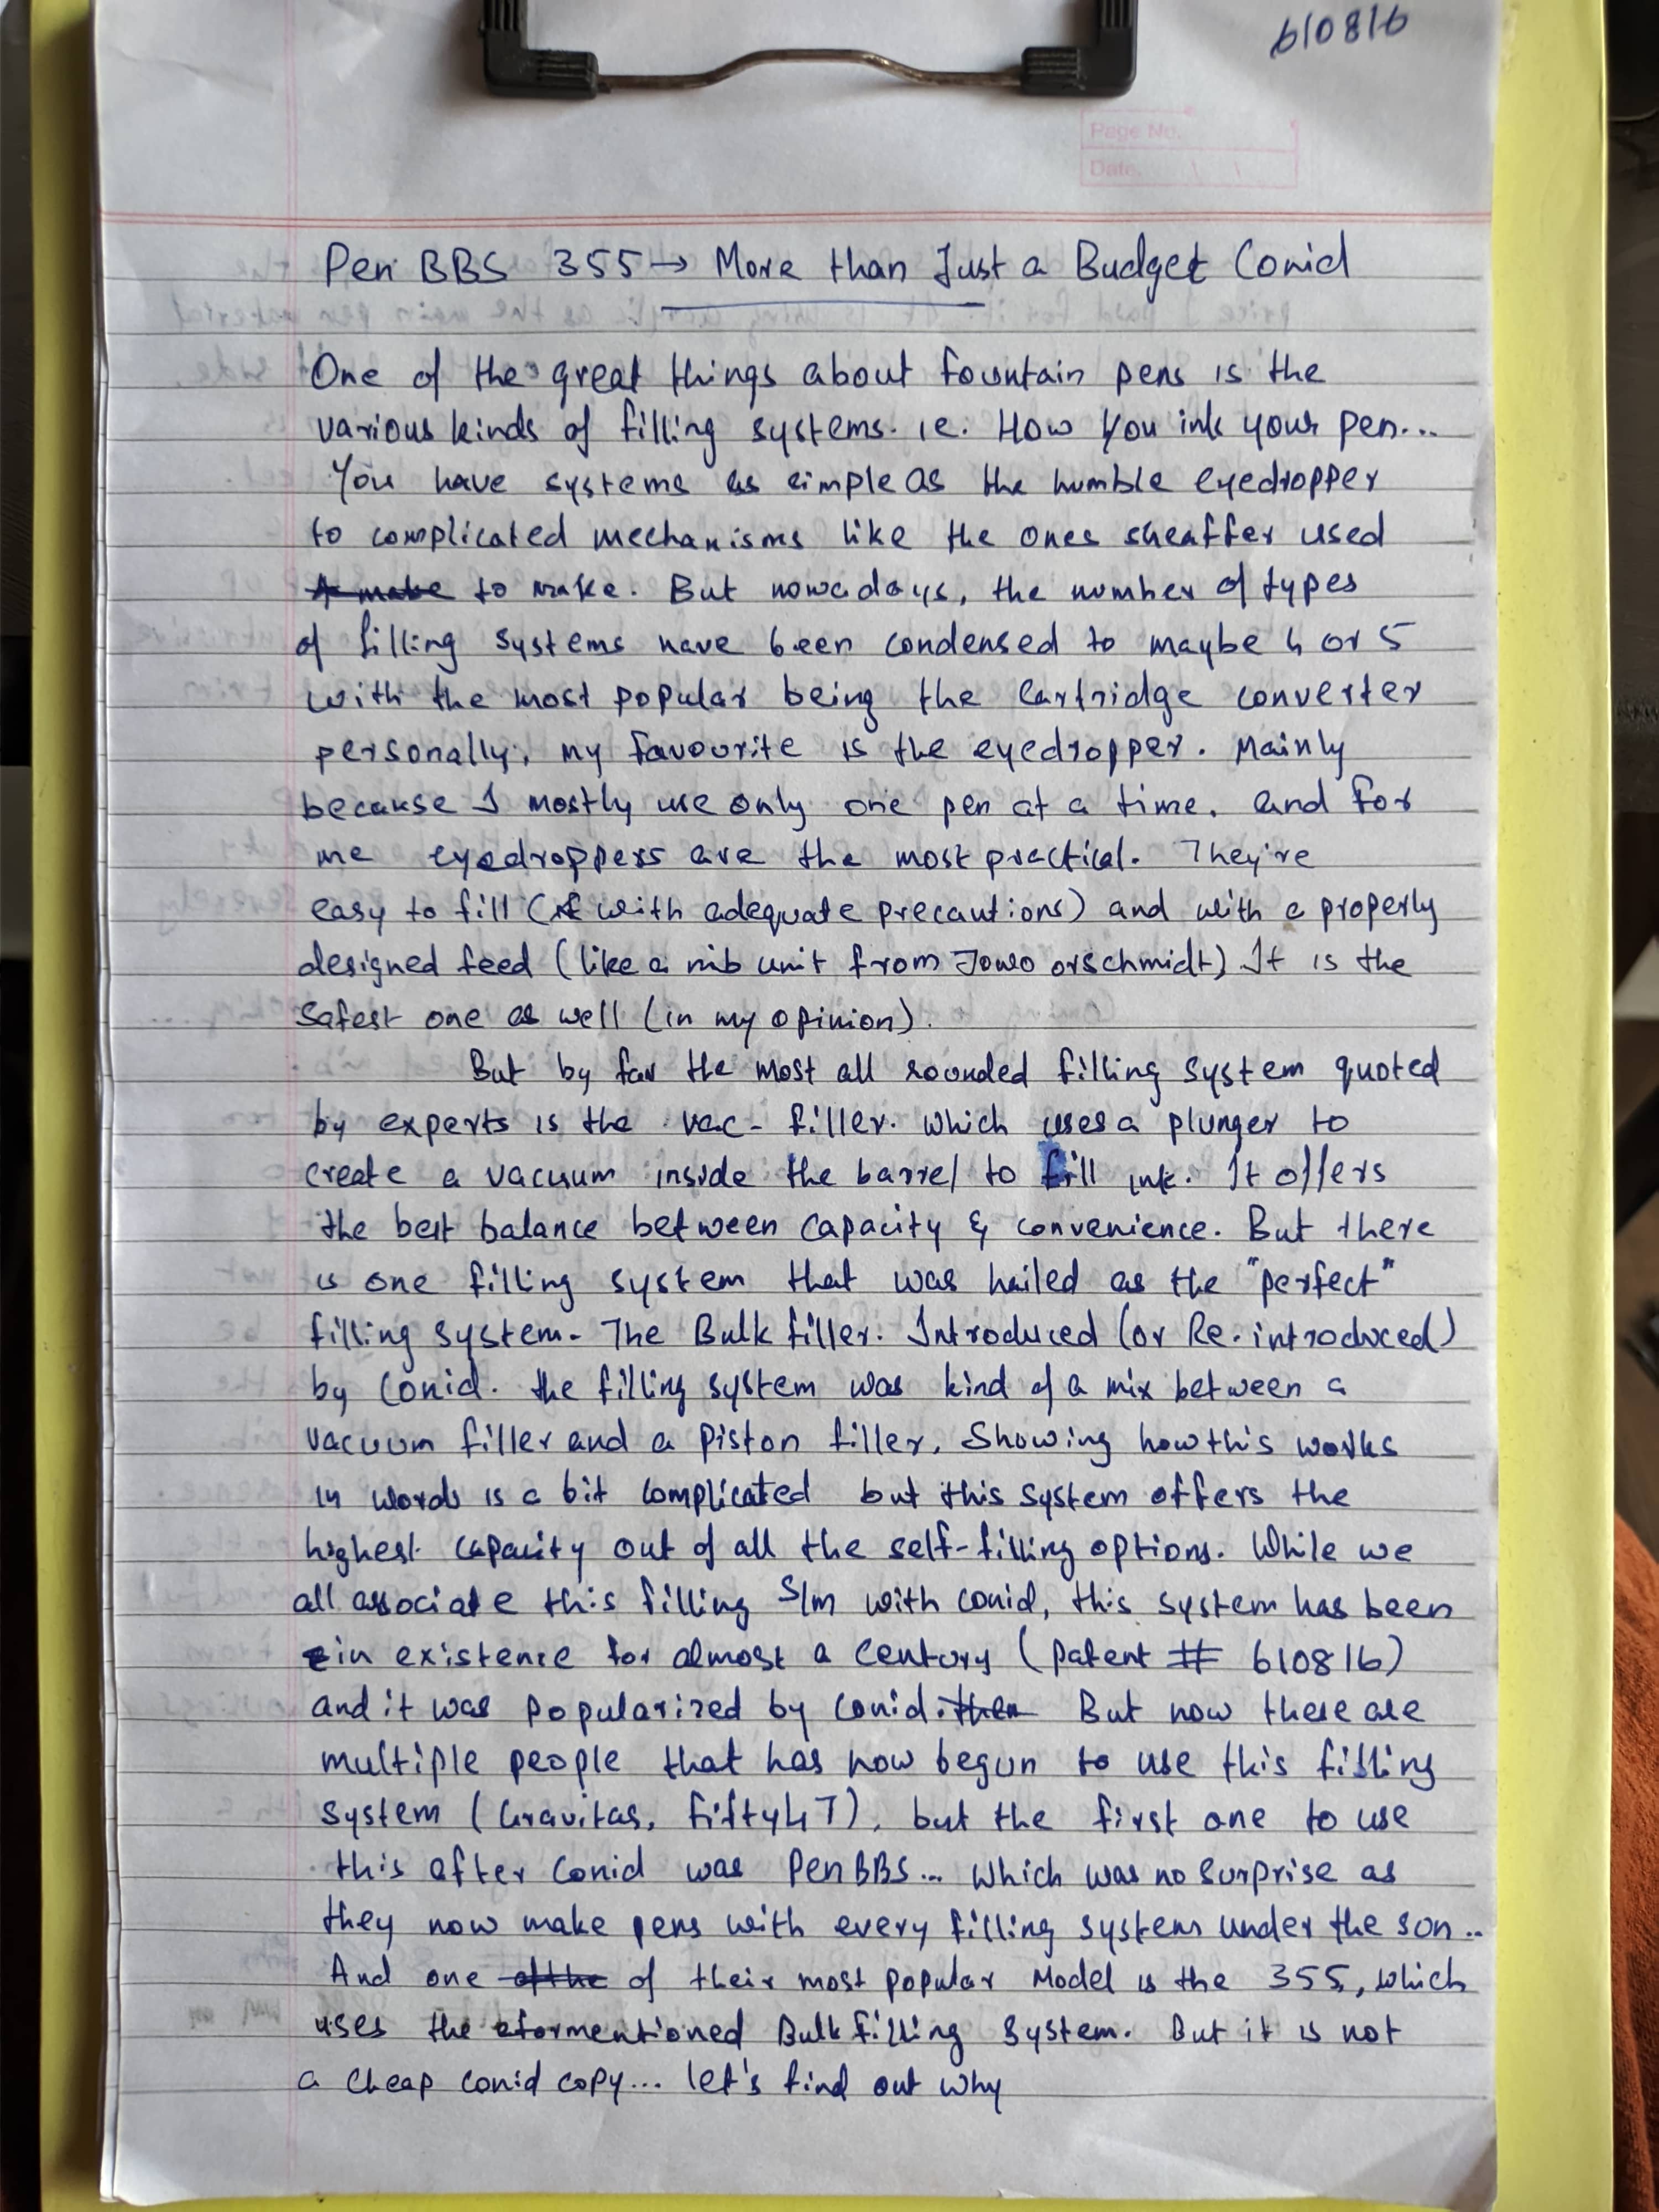 610816
Page No.
Date.
Pen BBS 355 → More than Just a Budget Conid
One of the great things about fountain pens is the
various kinds of filling systems. ie. How You ink your pen...
You have systems as simple as the humble eyedropper
to complicated mechanisms like the ones sheaffer used
to make. But nowadays, the number of types
of filling systems have been condensed to maybe 4 or 5
with the most popular being the Cartridge converter
personally, my favourite is the eyedropper. Mainly
because I mostly use only one pen at a time. and for
me eyedroppers are the most practical. They're
easy to fill (with adequate precautions) and with a properly
designed feed (like a nib unit from Jowo or schmidt) It is the
Safest one as well (in my opinion).
But by far the most all rounded filling system quoted
by experts is the vac-filler. Which uses a plunger to
create a vacuum inside the barrel to fill ink. It offers
the best balance between capacity & convenience. But there
is one filling system that was hailed as the "perfect"
filling system- The Bulk filler. Introduced (or Re-introduced)
by Conid. the filling system was kind of a mix between a
vacuum filler and a piston filler. Showing how this works
in words is a bit complicated but this system offers the
highest capacity out of all the self-filling options. While we
all associate this filling s/m with conid, this system has been
in existence for almost a century (patent # 610816)
and it was popularized by conid. But now there are
multiple people that has now begun to use this filling
system (Gravitas, Fifty47), but the first one to use
this after Conid was PenBBS... Which was no surprise as
they now make pens with every filling system under the son..
And one of their most popular Model is the 355, which
uses the aformentioned Bulkfilling system. But it is not
a cheap conid copy... let's find out why